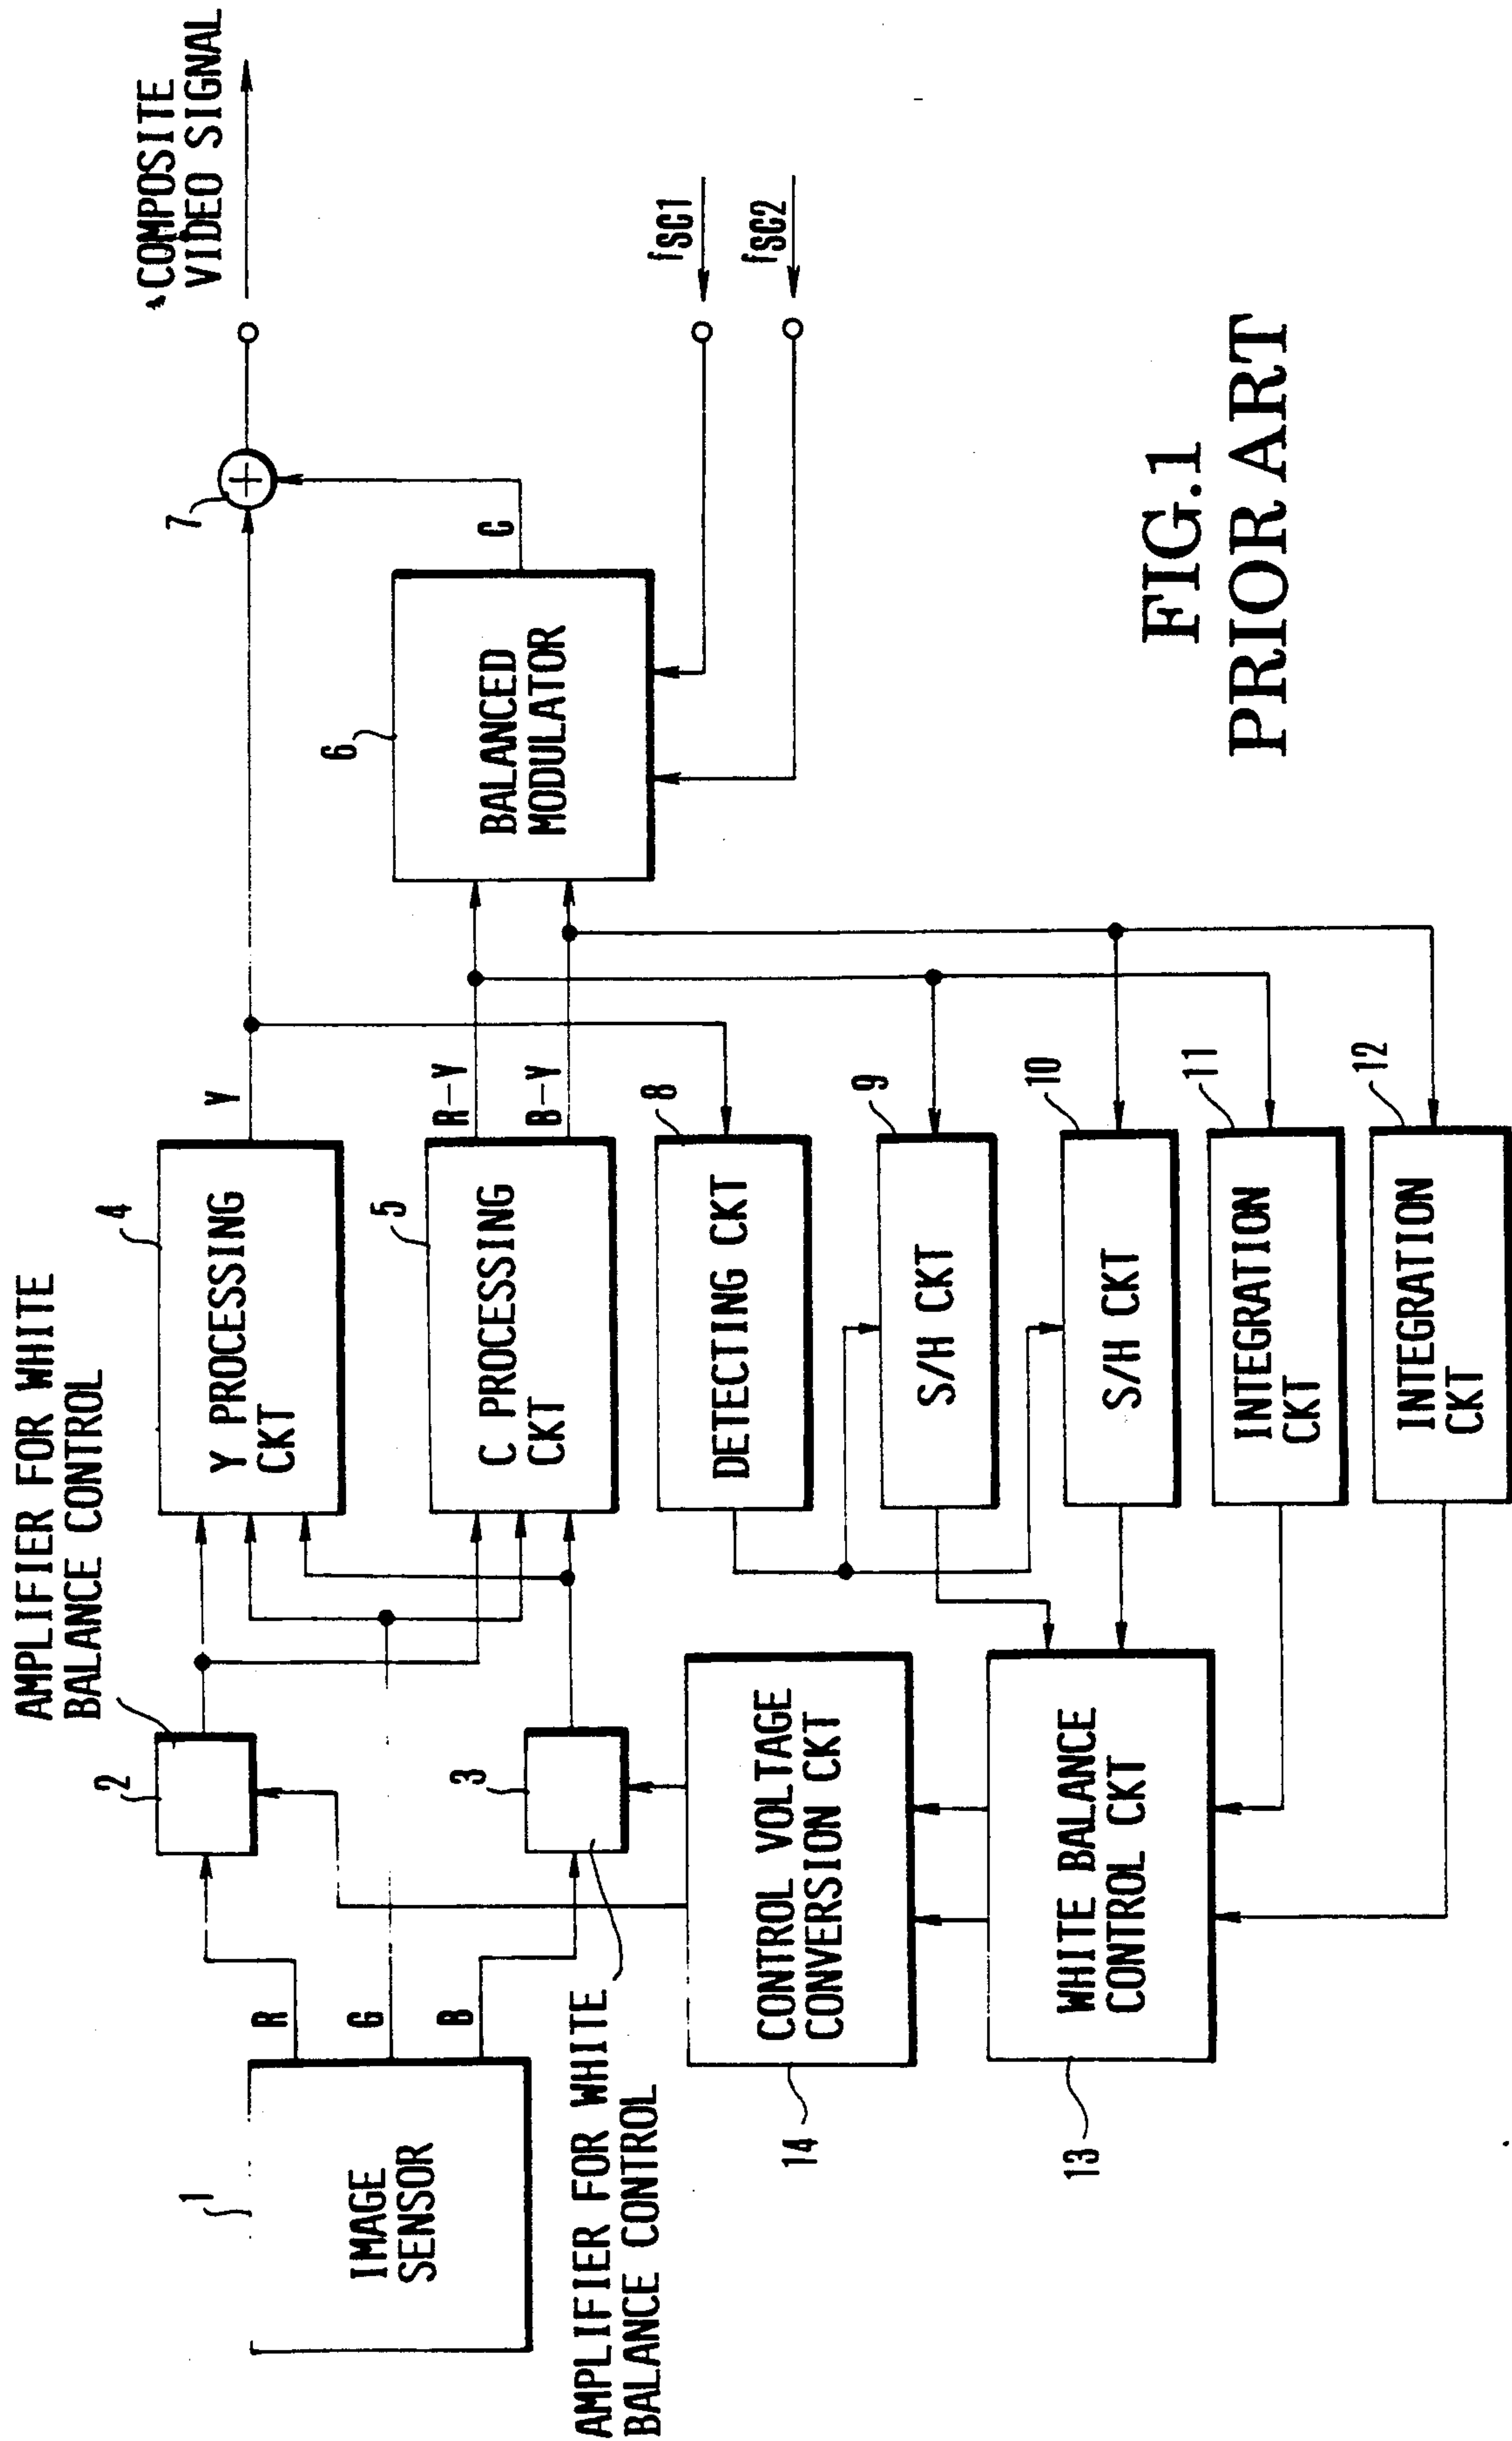 AMPLIFIER FOR WHITE
BALANCE CONTROL
COMPOSITE
VIDEO SIGNAL
1
IMAGE
SENSOR
R
G
B
2
3
AMPLIFIER FOR WHITE
BALANCE CONTROL
4
Y PROCESSING
CKT
Y
5
C PROCESSING
CKT
R-Y
B-Y
6
BALANCED
MODULATOR
C
7
fSC1
fSC2
8
DETECTING CKT
9
S/H CKT
10
S/H CKT
11
INTEGRATION
CKT
12
INTEGRATION
CKT
14
CONTROL VOLTAGE
CONVERSION CKT
13
WHITE BALANCE
CONTROL CKT
FIG.1
PRIOR ART